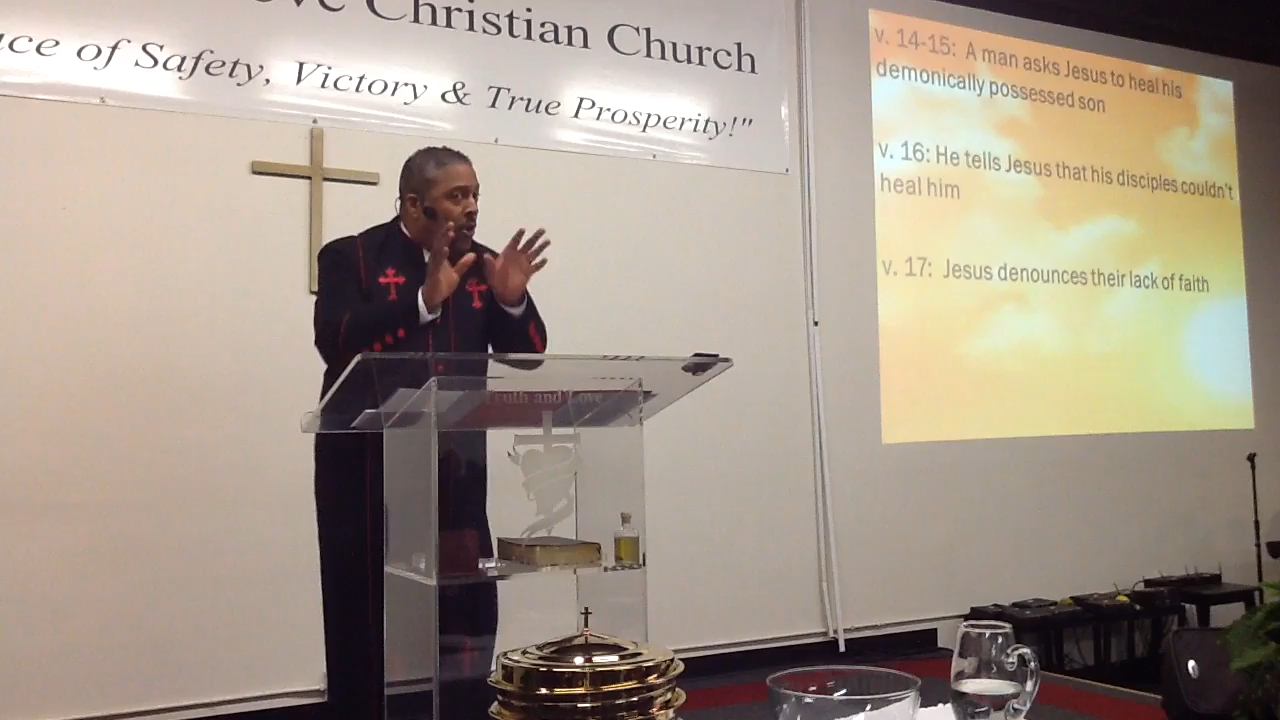 Christian Church
of Safety, Victory & True Prosperity!"
v. 14-15: A man asks Jesus to heal his
demonically possessed son
v. 16: He tells Jesus that his disciples couldn't
heal him
v. 17: Jesus denounces their lack of faith
Truth and Love